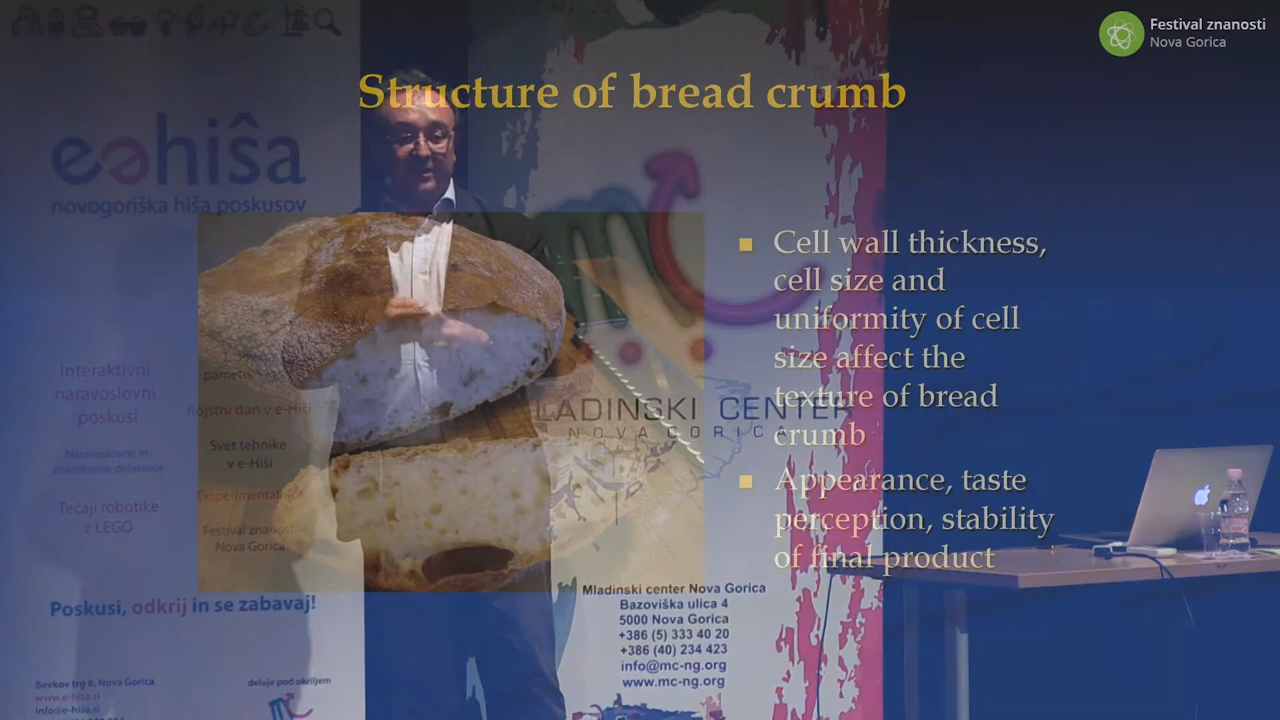 Festival znanosti
Nova Gorica
Structure of bread crumb
eəhiša
novogoriška hiša poskusov
Cell wall thickness,
cell size and
uniformity of cell
size affect the
texture of bread
crumb
Appearance, taste
perception, stability
of final product
Interaktivni
naravoslovni
poskusi
Naravoslovne in
znanstvene delavnice
Tečaji robotike
z LEGO
Rojstni dan v e-Hiši
Svet tehnike
v e-Hiši
Festival znanosti
Nova Gorica
LADINSKI CENTER
NOVA GORICA
Poskusi, odkrij in se zabavaj!
Bevkov trg 8, Nova Gorica
www.e-hisa.si
info@e-hisa.si
deluje pod okriljem
Mladinski center Nova Gorica
Bazoviška ulica 4
5000 Nova Gorica
+386 (5) 333 40 20
+386 (40) 234 423
info@mc-ng.org
www.mc-ng.org